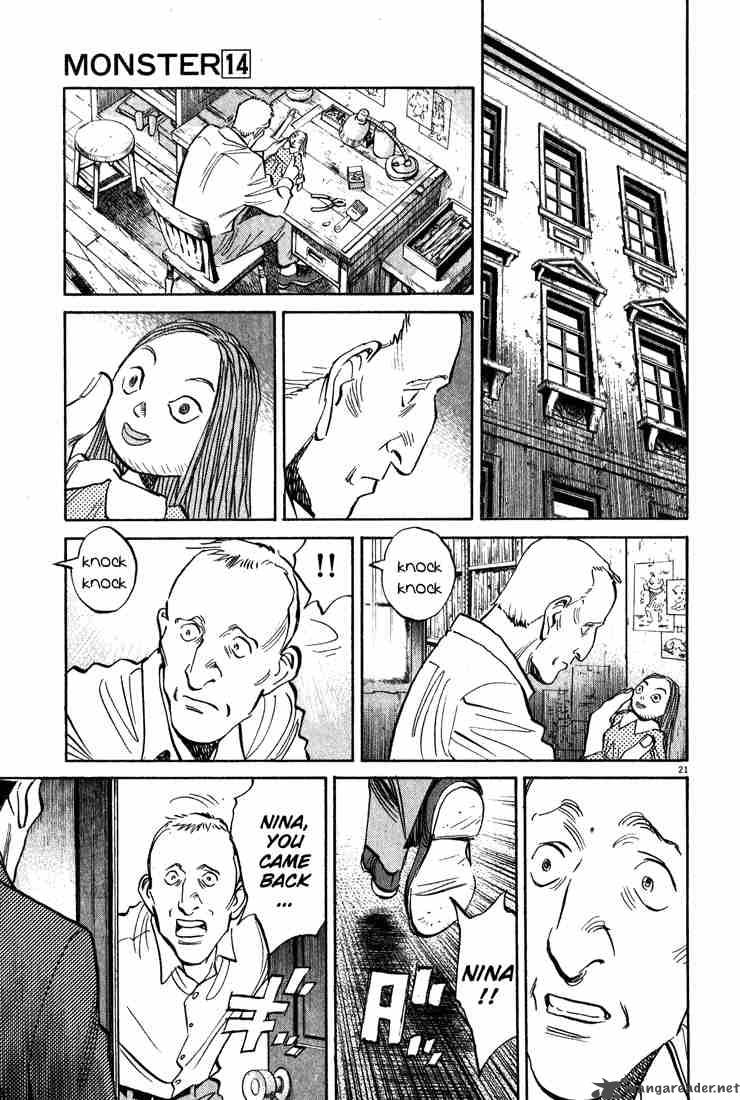 MONSTER14
knock
knock
knock
knock
!!
21
NINA
!!
NINA,
YOU
CAME
BACK
...
mangareader.net